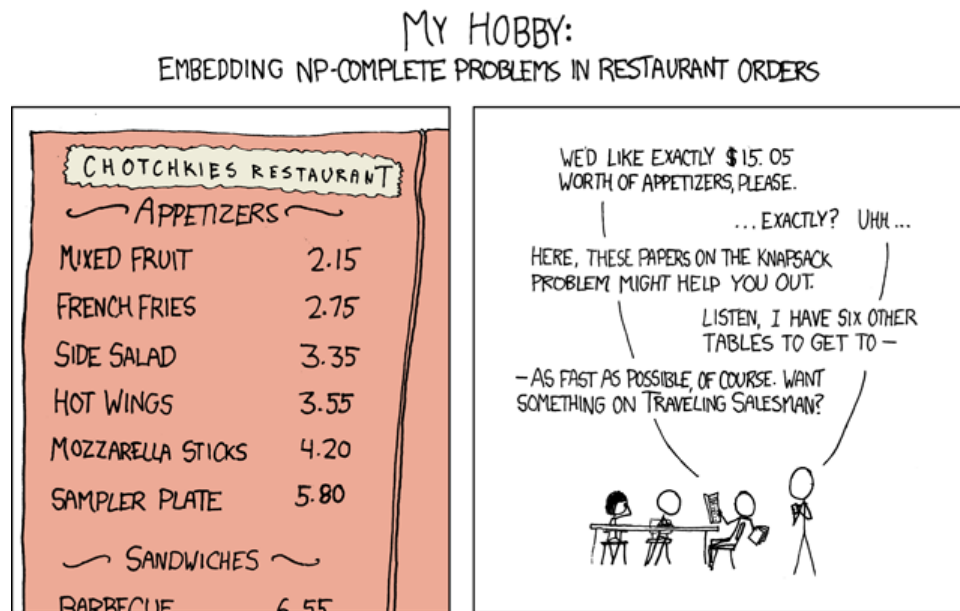 MY HOBBY:
EMBEDDING NP-COMPLETE PROBLEMS IN RESTAURANT ORDERS
CHOTCHKIES RESTAURANT
APPETIZERS
MIXED FRUIT 2.15
FRENCH FRIES 2.75
SIDE SALAD 3.35
HOT WINGS 3.55
MOZZARELLA STICKS 4.20
SAMPLER PLATE 5.80
SANDWICHES
BARBECUE 6.55
WE'D LIKE EXACTLY $15.05
WORTH OF APPETIZERS, PLEASE.
...EXACTLY? UHH...
HERE, THESE PAPERS ON THE KNAPSACK
PROBLEM MIGHT HELP YOU OUT.
LISTEN, I HAVE SIX OTHER
TABLES TO GET TO —
—AS FAST AS POSSIBLE, OF COURSE. WANT
SOMETHING ON TRAVELING SALESMAN?